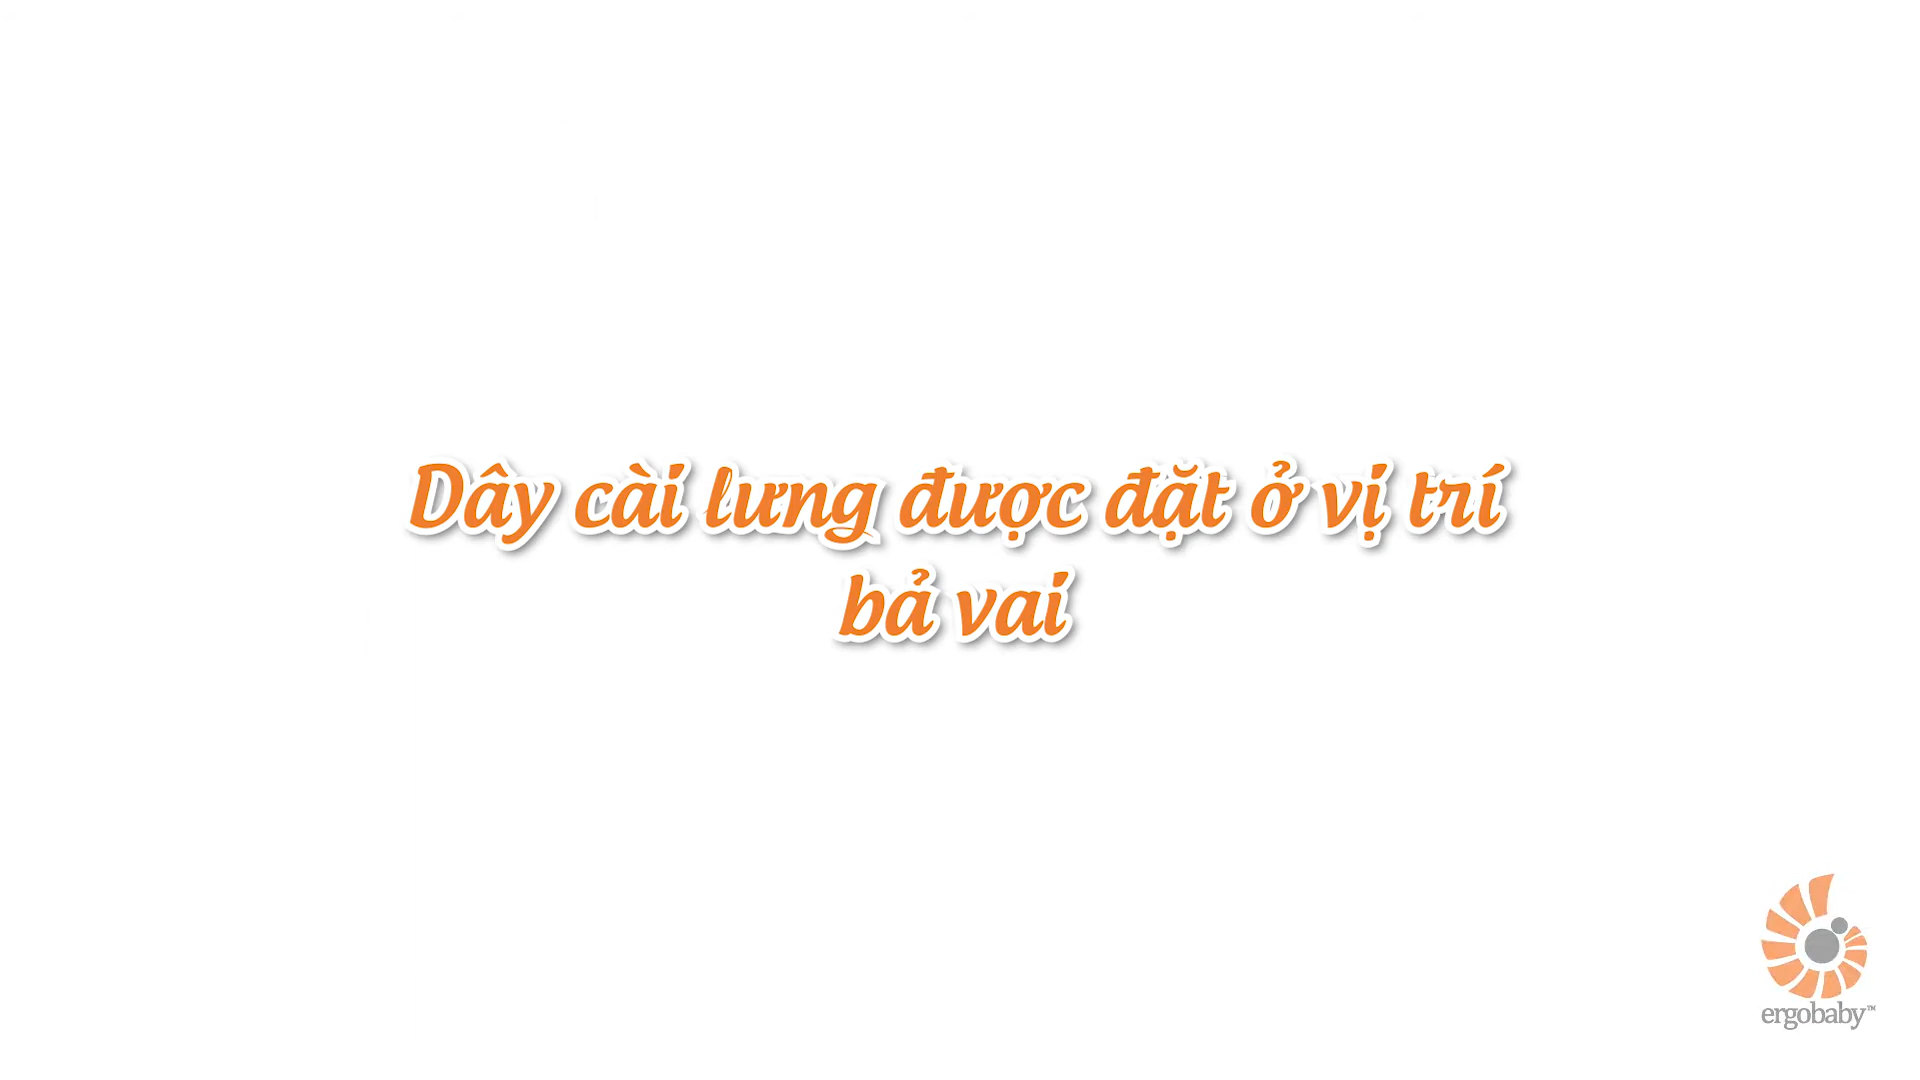 Dây cài lưng được đặt ở vị trí
bả vai
ergobaby™